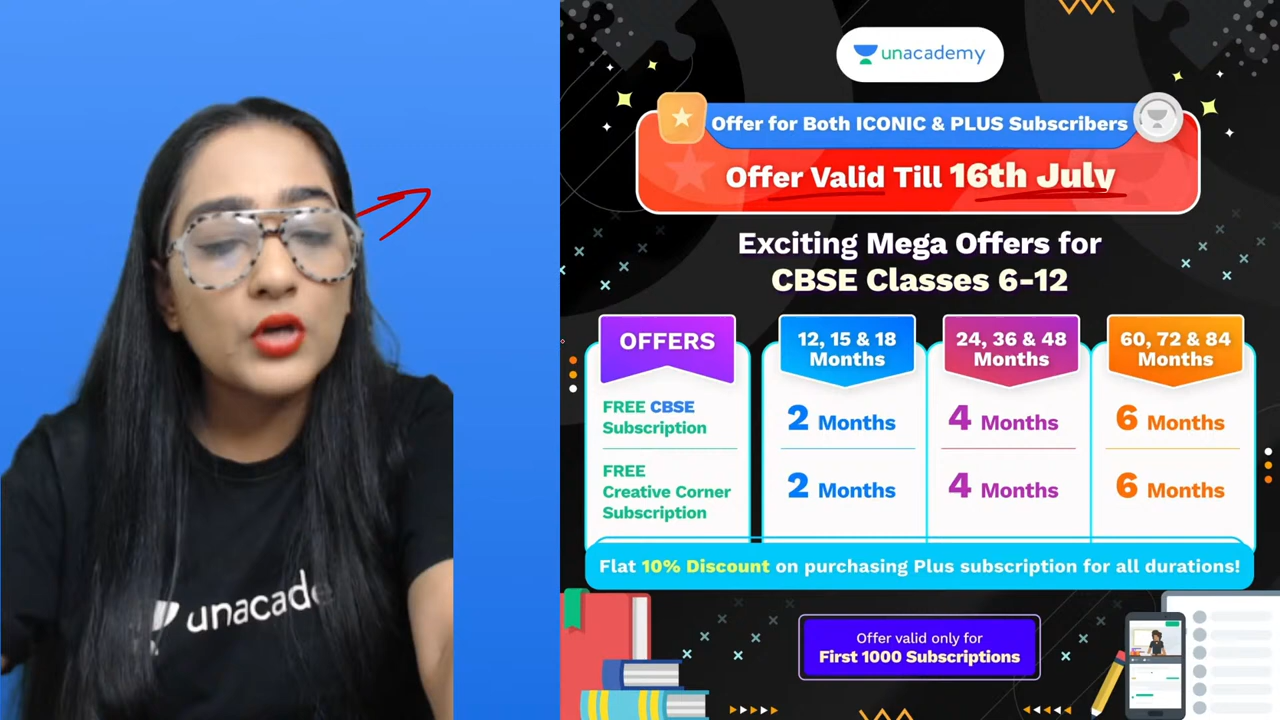 unacade
unacademy
Offer for Both ICONIC & PLUS Subscribers
Offer Valid Till 16th July
Exciting Mega Offers for
CBSE Classes 6-12
OFFERS
12, 15 & 18
Months
24, 36 & 48
Months
60, 72 & 84
Months
FREE CBSE
Subscription
2 Months
4 Months
6 Months
FREE
Creative Corner
Subscription
2 Months
4 Months
6 Months
Flat 10% Discount on purchasing Plus subscription for all durations!
Offer valid only for
First 1000 Subscriptions